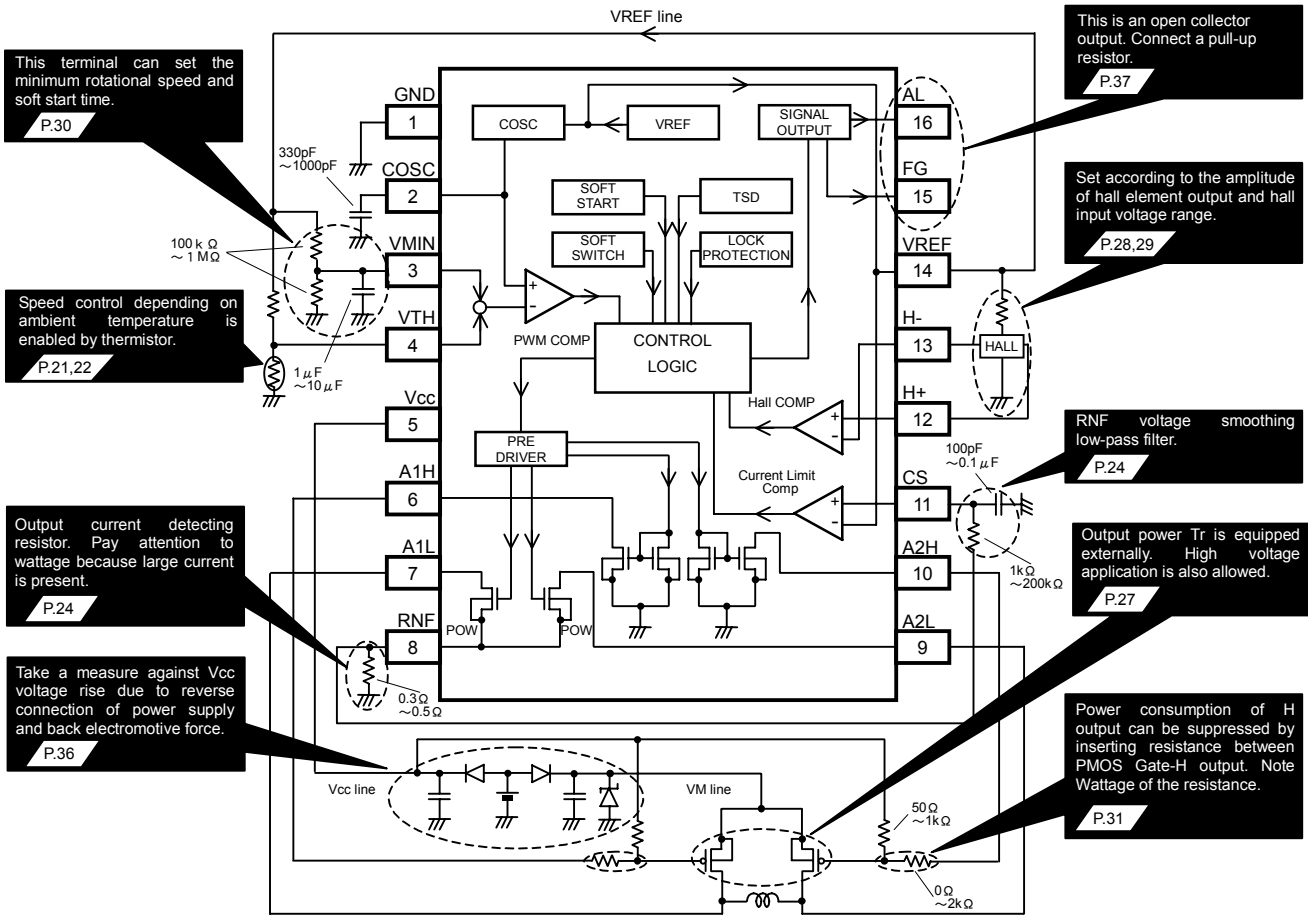 VREF line
This terminal can set the
minimum rotational speed and
soft start time.
P.30
This is an open collector
output. Connect a pull-up
resistor.
P.37
GND
1
COSC
VREF
SIGNAL
OUTPUT
AL
16
330pF
~1000pF
COSC
2
SOFT
START
TSD
FG
15
Set according to the amplitude
of hall element output and hall
input voltage range.
P.28,29
100kΩ
~1MΩ
VMIN
3
SOFT
SWITCH
LOCK
PROTECTION
VREF
14
Speed control depending on
ambient temperature is
enabled by thermistor.
P.21,22
VTH
4
+
-
PWM COMP
CONTROL
LOGIC
H-
13
HALL
1μF
~10μF
Vcc
5
Hall COMP
+
-
H+
12
RNF voltage smoothing
low-pass filter.
P.24
PRE
DRIVER
100pF
~0.1μF
A1H
6
Current Limit
Comp
+
-
CS
11
Output current detecting
resistor. Pay attention to
wattage because large current
is present.
P.24
A1L
7
A2H
10
1kΩ
~200kΩ
Output power Tr is equipped
externally. High voltage
application is also allowed.
P.27
RNF
8
POW
POW
A2L
9
0.3Ω
~0.5Ω
Take a measure against Vcc
voltage rise due to reverse
connection of power supply
and back electromotive force.
P.36
Power consumption of H
output can be suppressed by
inserting resistance between
PMOS Gate-H output. Note
Wattage of the resistance.
P.31
Vcc line
VM line
50Ω
~1kΩ
0Ω
~2kΩ